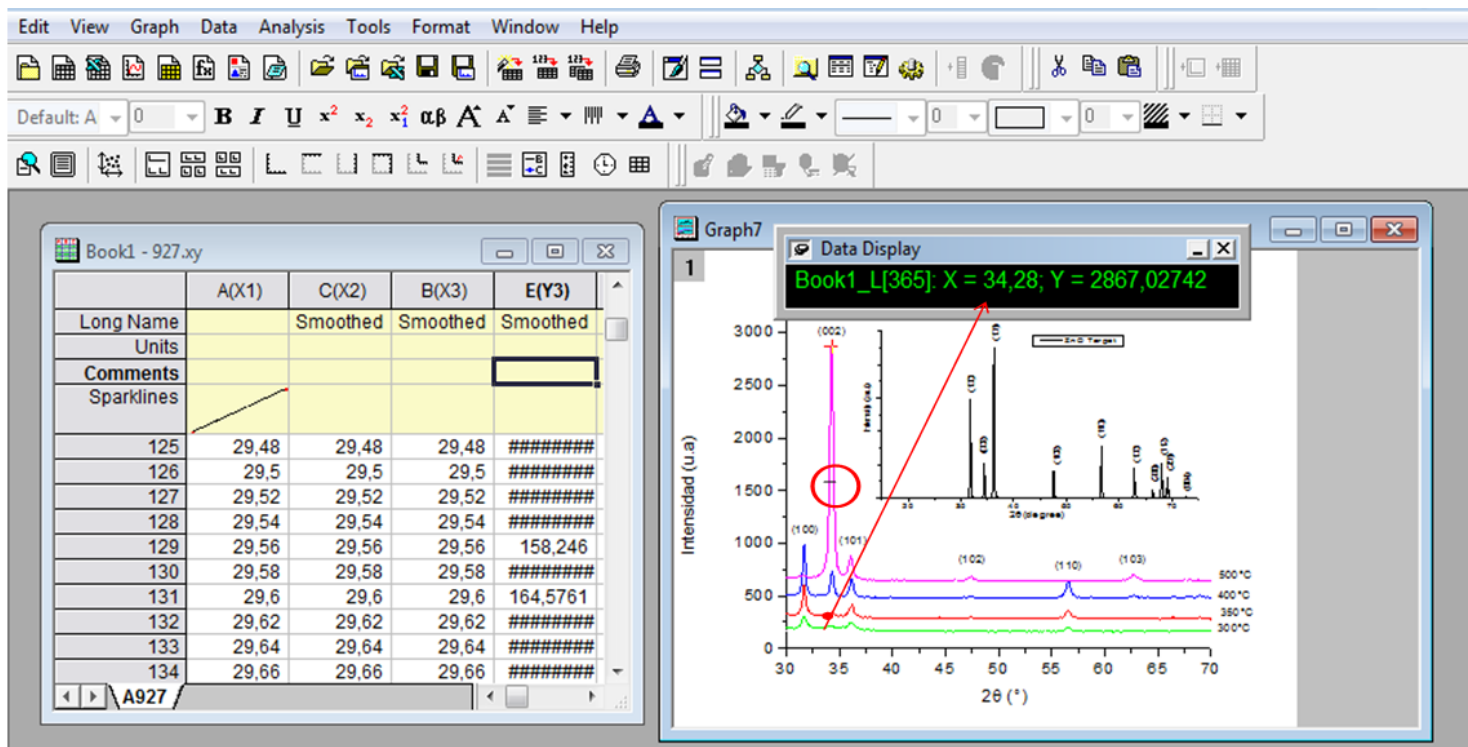 Edit View Graph Data Analysis Tools Format Window Help
Default: A 0 B I U x² x₂ αβ A A A 0 0
Book1 - 927.xy
A(X1) C(X2) B(X3) E(Y3)
Long Name Smoothed Smoothed Smoothed
Units
Comments
Sparklines
125 29,48 29,48 29,48 ########
126 29,5 29,5 29,5 ########
127 29,52 29,52 29,52 ########
128 29,54 29,54 29,54 ########
129 29,56 29,56 29,56 158,246
130 29,58 29,58 29,58 ########
131 29,6 29,6 29,6 164,5761
132 29,62 29,62 29,62 ########
133 29,64 29,64 29,64 ########
134 29,66 29,66 29,66 ########
A927
Graph7
1
Data Display
Book1_L[365]: X = 34,28; Y = 2867,02742
3000
2500
2000
1500
1000
500
0
Intensidad (u.a)
(002)
(100)
(101)
(102)
(110)
(103)
500°C
400°C
350°C
300°C
30 35 40 45 50 55 60 65 70
2θ (°)
ZnO Target
2θ (degree)